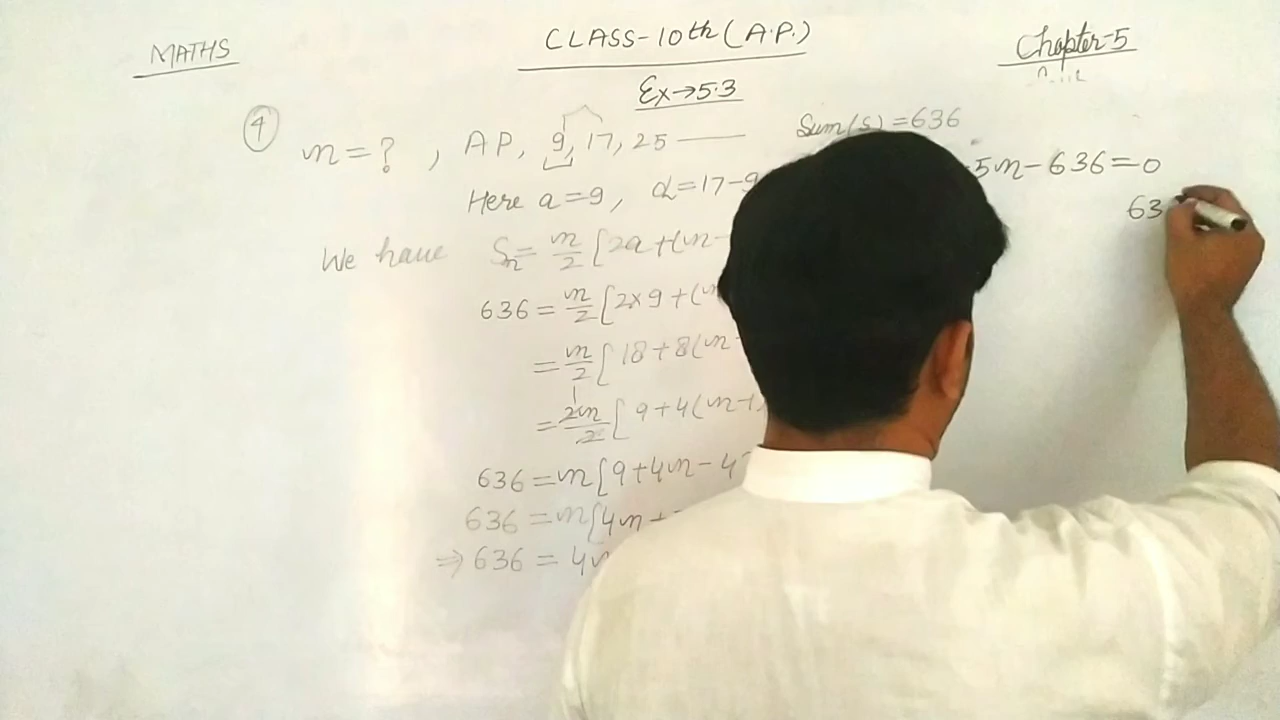 MATHS
CLASS-10th (A.P.)
Chapter-5
Ex→5.3
4
n=? , AP, 9, 17, 25 —— Sum(S) =636
Here a=9, d=17-9
We have Sn= n/2 [2a+(n-
636 = n/2 [2×9+(n
= n/2 [ 18+8(n-
= 2n/2 [ 9+4(n-1)
1
636 =n[9+4n-4
636 =n[4n+
⇒ 636 = 4n
5n-636=0
63